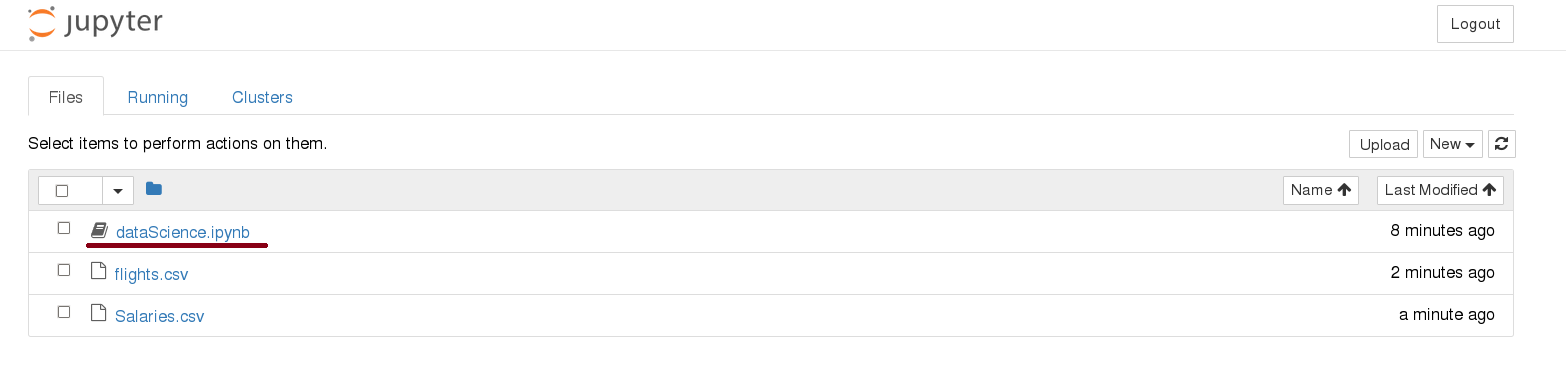 jupyter
Logout
Files Running Clusters
Select items to perform actions on them.
Upload New
Name Last Modified
dataScience.ipynb 8 minutes ago
flights.csv 2 minutes ago
Salaries.csv a minute ago